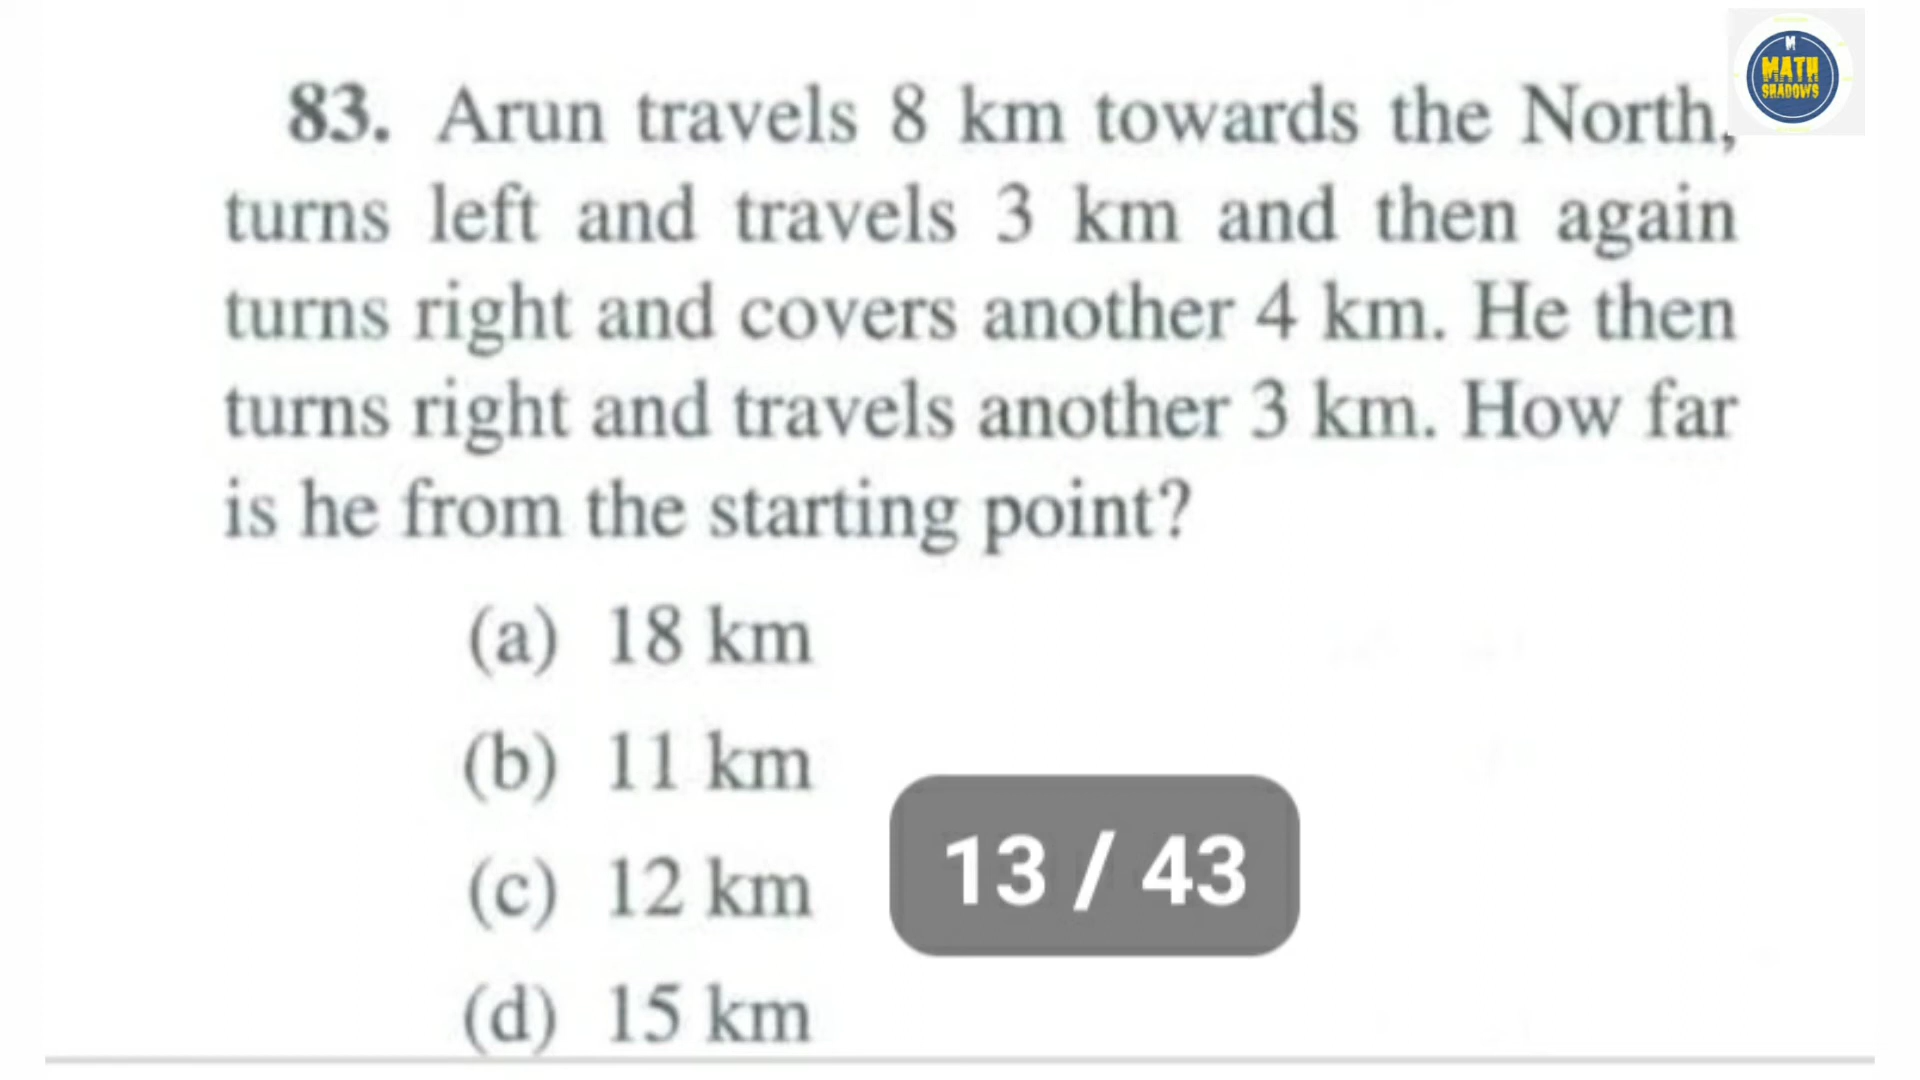 M
MATH
SHADOWS
83. Arun travels 8 km towards the North,
turns left and travels 3 km and then again
turns right and covers another 4 km. He then
turns right and travels another 3 km. How far
is he from the starting point?
(a) 18 km
(b) 11 km
(c) 12 km
13 / 43
(d) 15 km